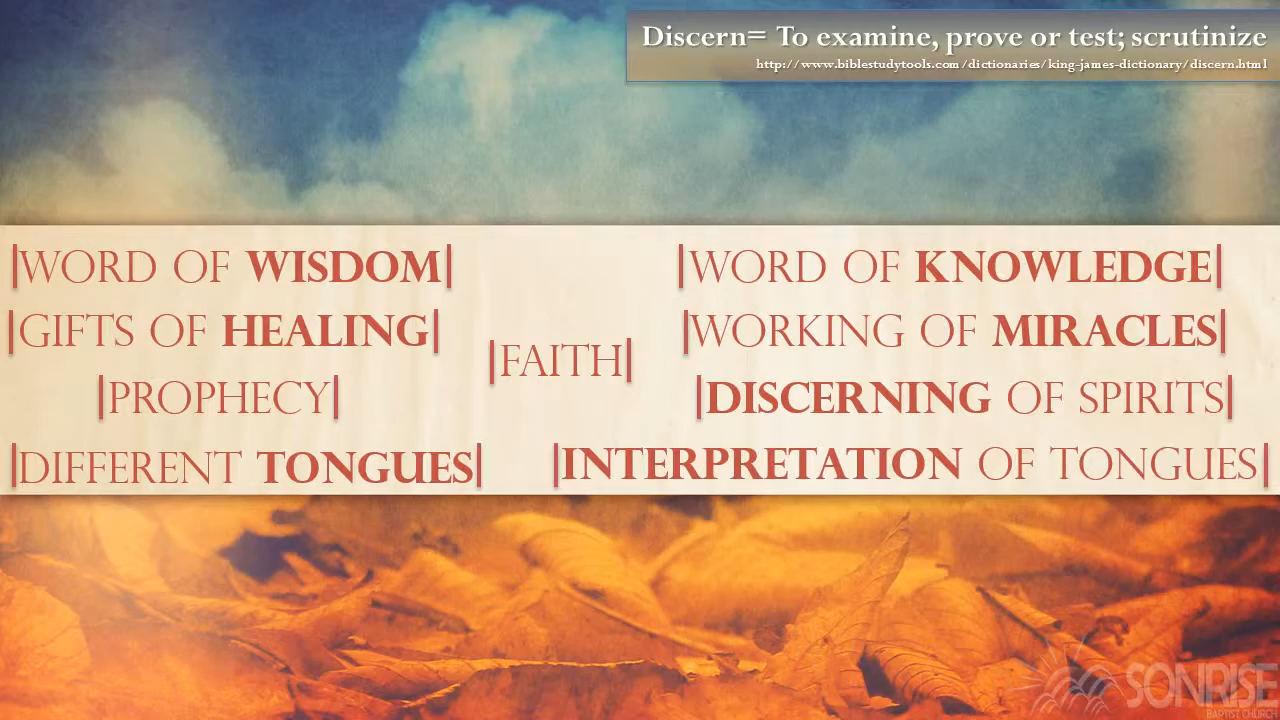 Discern= To examine, prove or test; scrutinize
http://www.biblestudytools.com/dictionaries/king-james-dictionary/discern.html
|WORD OF WISDOM|
|WORD OF KNOWLEDGE|
|GIFTS OF HEALING|
|WORKING OF MIRACLES|
|FAITH|
|PROPHECY|
|DISCERNING OF SPIRITS|
|DIFFERENT TONGUES|
|INTERPRETATION OF TONGUES|
SONRISE
BAPTIST CHURCH